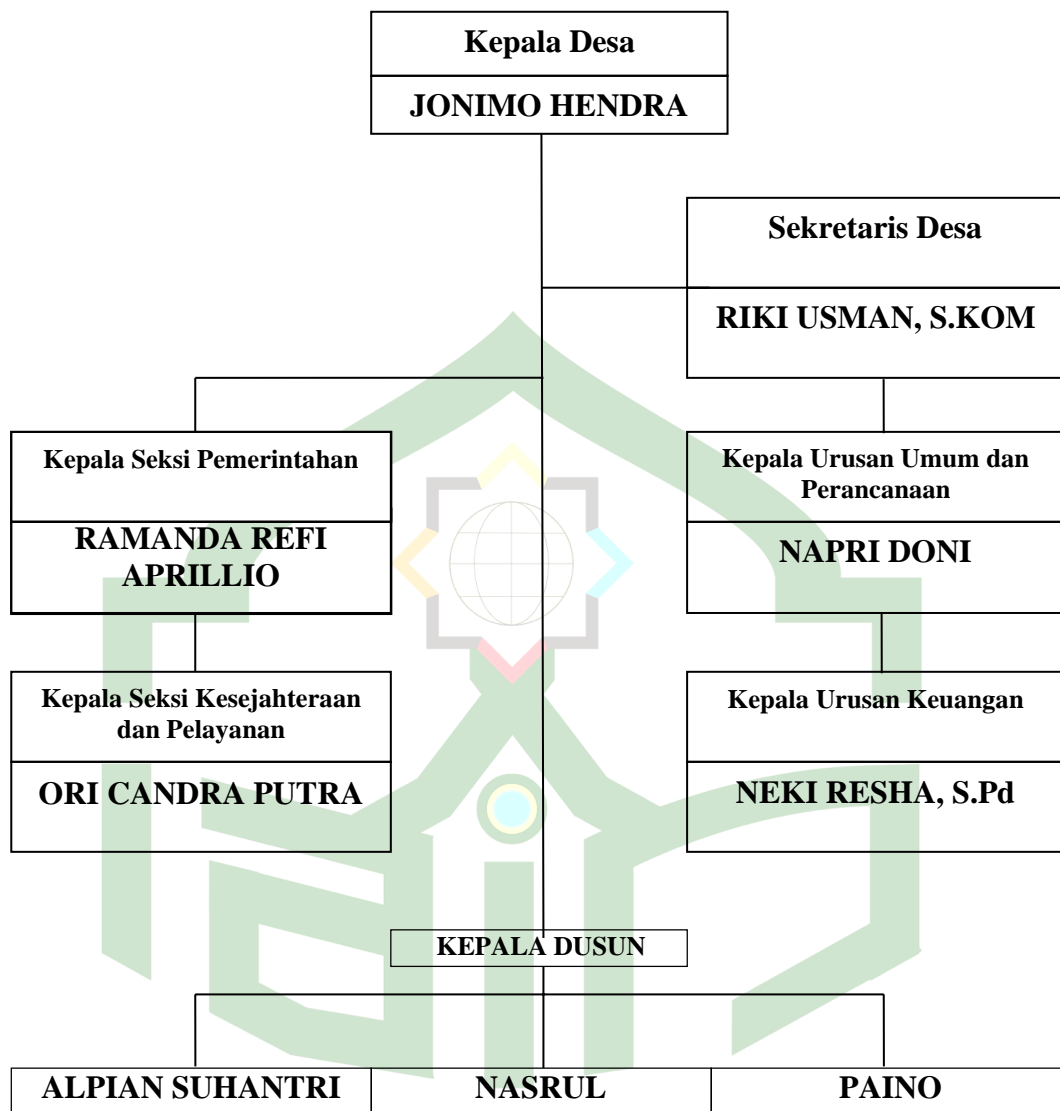 Kepala Desa
JONIMO HENDRA
Sekretaris Desa
RIKI USMAN, S.KOM
Kepala Seksi Pemerintahan
RAMANDA REFI
APRILLIO
Kepala Urusan Umum dan
Perancanaan
NAPRI DONI
Kepala Seksi Kesejahteraan
dan Pelayanan
ORI CANDRA PUTRA
Kepala Urusan Keuangan
NEKI RESHA, S.Pd
KEPALA DUSUN
ALPIAN SUHANTRI
NASRUL
PAINO